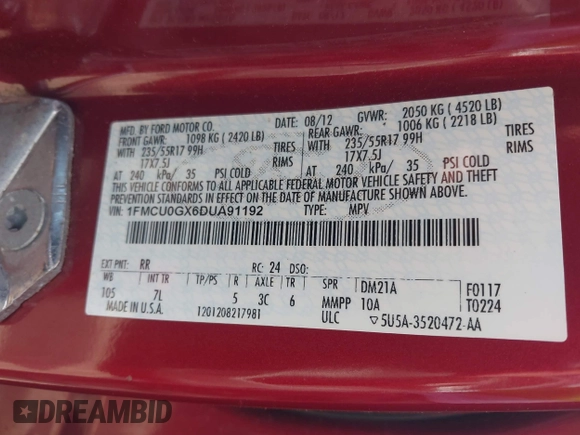 MFD. BY FORD MOTOR CO.
DATE: 08/12 GVWR: 2050 KG ( 4520 LB)
FRONT GAWR: 1098 KG ( 2420 LB) REAR GAWR: 1006 KG ( 2218 LB)
WITH 235/55R17 99H TIRES WITH 235/55R17 99H TIRES
17X7.5J RIMS 17X7.5J RIMS
AT 240 kPa/ 35 PSI COLD AT 240 kPa/ 35 PSI COLD
THIS VEHICLE CONFORMS TO ALL APPLICABLE FEDERAL MOTOR VEHICLE SAFETY AND THEFT
PREVENTION STANDARDS IN EFFECT ON THE DATE OF MANUFACTURE SHOWN ABOVE.
VIN: 1FMCU0GX6DUA91192 TYPE: MPV
EXT PNT: RR RC: 24 DSO:
WB INT TR TP/PS R AXLE TR SPR DM21A F0117
105 7L 5 3C 6 MMPP 10A T0224
MADE IN U.S.A. 1201208217981 ULC ▽5U5A-3520472-AA
DREAMBID